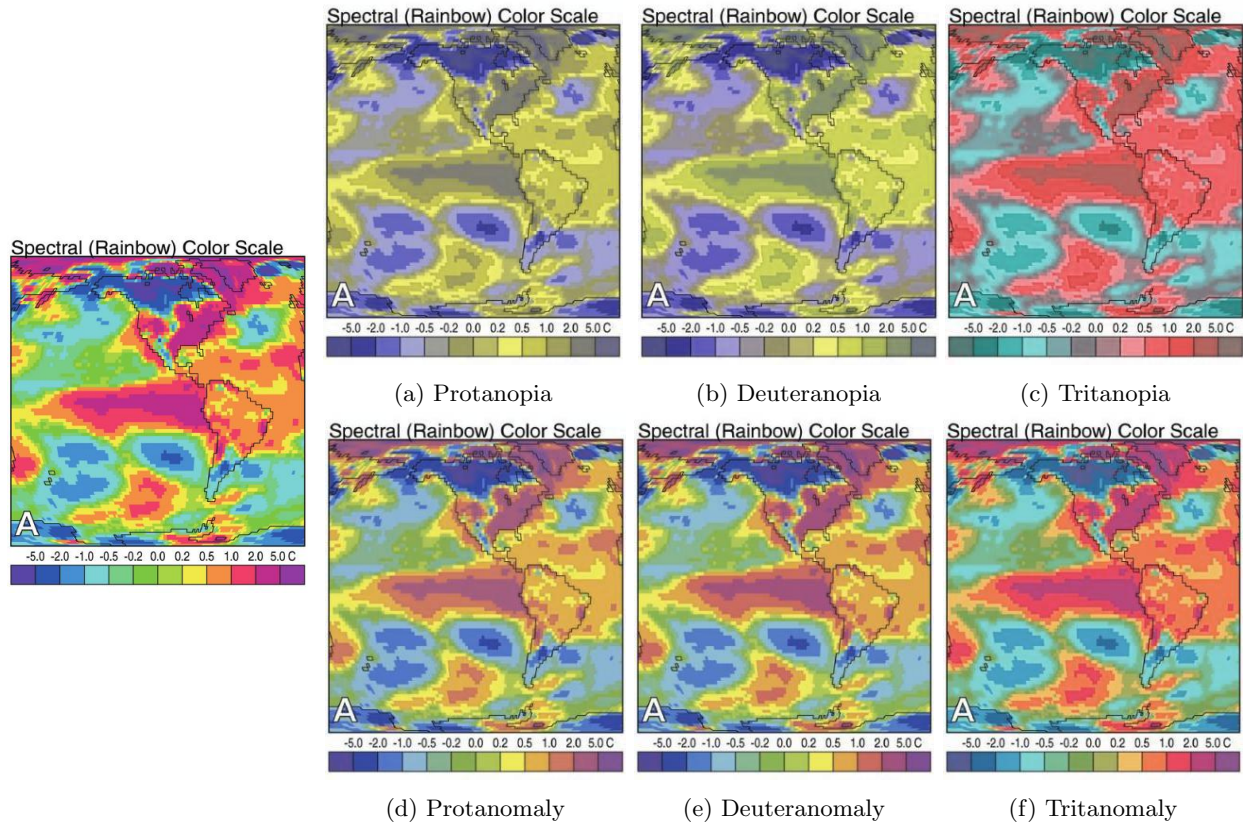 Spectral (Rainbow) Color Scale
A
-5.0 -2.0 -1.0 -0.5 -0.2 0.0 0.2 0.5 1.0 2.0 5.0 C
(a) Protanopia
Spectral (Rainbow) Color Scale
A
-5.0 -2.0 -1.0 -0.5 -0.2 0.0 0.2 0.5 1.0 2.0 5.0 C
(b) Deuteranopia
Spectral (Rainbow) Color Scale
A
-5.0 -2.0 -1.0 -0.5 -0.2 0.0 0.2 0.5 1.0 2.0 5.0 C
(c) Tritanopia
Spectral (Rainbow) Color Scale
A
-5.0 -2.0 -1.0 -0.5 -0.2 0.0 0.2 0.5 1.0 2.0 5.0 C
Spectral (Rainbow) Color Scale
A
-5.0 -2.0 -1.0 -0.5 -0.2 0.0 0.2 0.5 1.0 2.0 5.0 C
(d) Protanomaly
Spectral (Rainbow) Color Scale
A
-5.0 -2.0 -1.0 -0.5 -0.2 0.0 0.2 0.5 1.0 2.0 5.0 C
(e) Deuteranomaly
Spectral (Rainbow) Color Scale
A
-5.0 -2.0 -1.0 -0.5 -0.2 0.0 0.2 0.5 1.0 2.0 5.0 C
(f) Tritanomaly